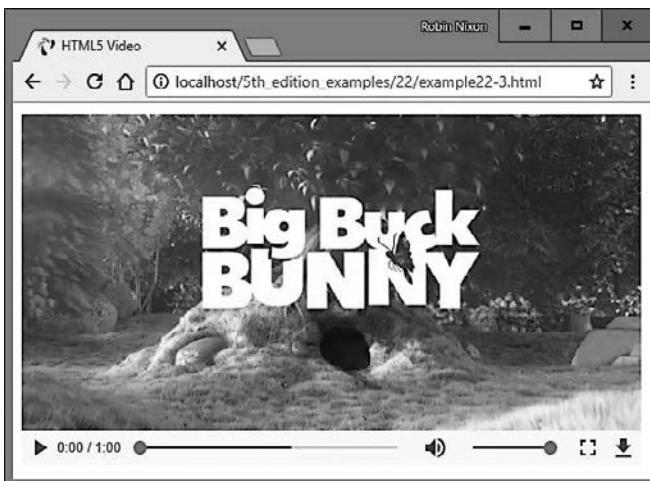 Robin Nixon
HTML5 Video
localhost/5th_edition_examples/22/example22-3.html
Big Buck
BUNNY
0:00 / 1:00